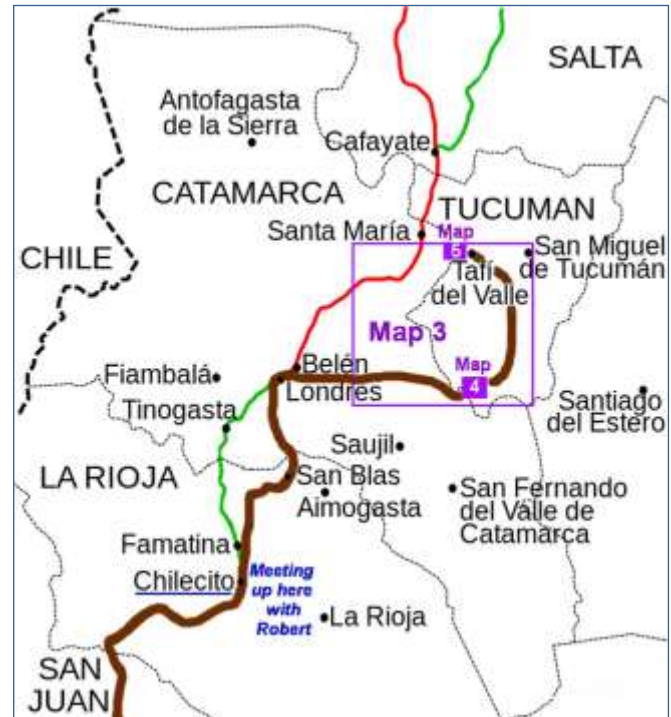 SALTA
Antofagasta
de la Sierra
Cafayate
CATAMARCA
TUCUMAN
Santa María
Map
5
San Miguel
de Tucumán
CHILE
Tafí
del Valle
Map 3
Map
4
Belén
Londres
Fiambalá
Tinogasta
Santiago
del Estero
Saujil
LA RIOJA
San Blas
Aimogasta
San Fernando
del Valle de
Catamarca
Famatina
Chilecito
Meeting
up here
with
Robert
La Rioja
SAN
JUAN